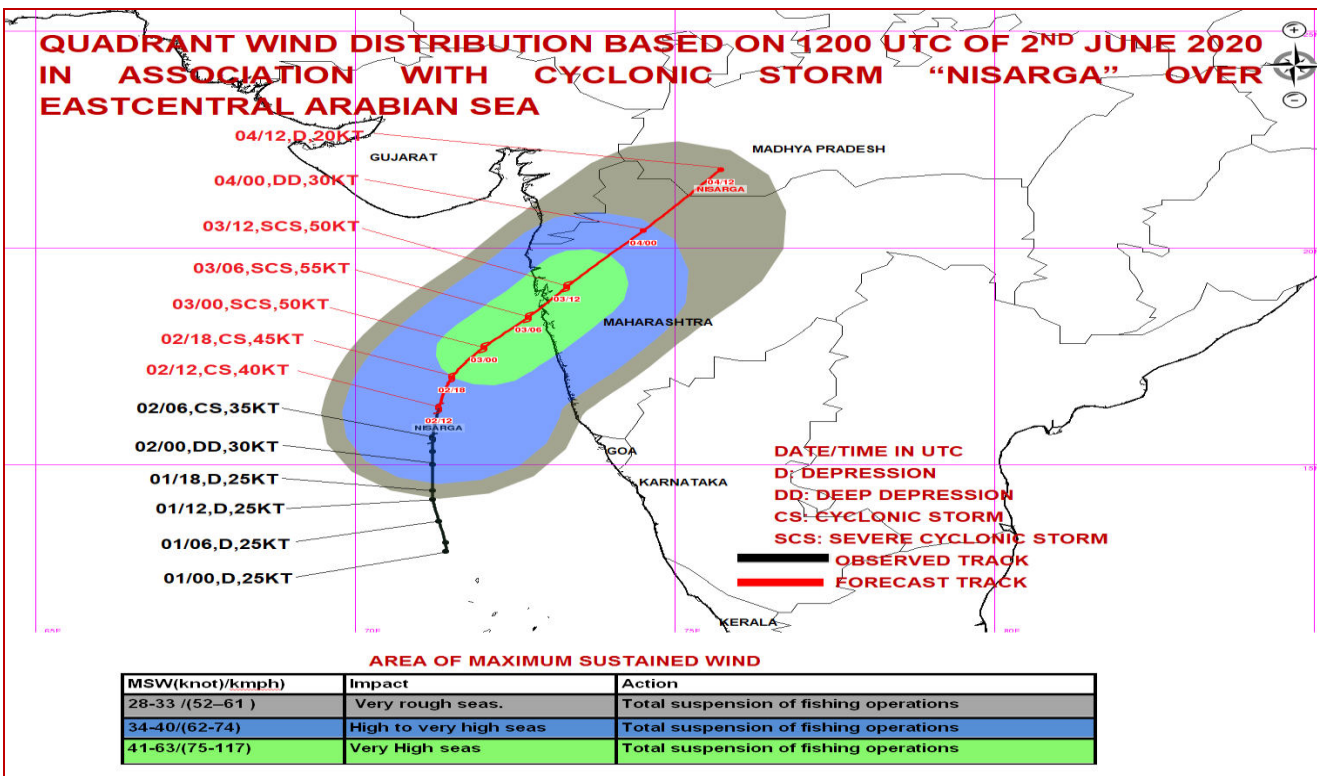 QUADRANT WIND DISTRIBUTION BASED ON 1200 UTC OF 2ND JUNE 2020
IN ASSOCIATION WITH CYCLONIC STORM “NISARGA” OVER
EASTCENTRAL ARABIAN SEA
04/12,D,20KT
GUJARAT
MADHYA PRADESH
04/00,DD,30KT
04/12
NISARGA
03/12,SCS,50KT
04/00
03/06,SCS,55KT
03/00,SCS,50KT
03/12
MAHARASHTRA
03/06
02/18,CS,45KT
03/00
02/12,CS,40KT
02/18
02/06,CS,35KT
02/12
NISARGA
02/00,DD,30KT
GOA
01/18,D,25KT
KARNATAKA
01/12,D,25KT
01/06,D,25KT
01/00,D,25KT
DATE/TIME IN UTC
D: DEPRESSION
DD: DEEP DEPRESSION
CS: CYCLONIC STORM
SCS: SEVERE CYCLONIC STORM
OBSERVED TRACK
FORECAST TRACK
KERALA
65E 70E 75E 80E
20N
15N
AREA OF MAXIMUM SUSTAINED WIND
MSW(knot)/kmph) Impact Action
28-33 /(52–61 ) Very rough seas. Total suspension of fishing operations
34-40/(62-74) High to very high seas Total suspension of fishing operations
41-63/(75-117) Very High seas Total suspension of fishing operations